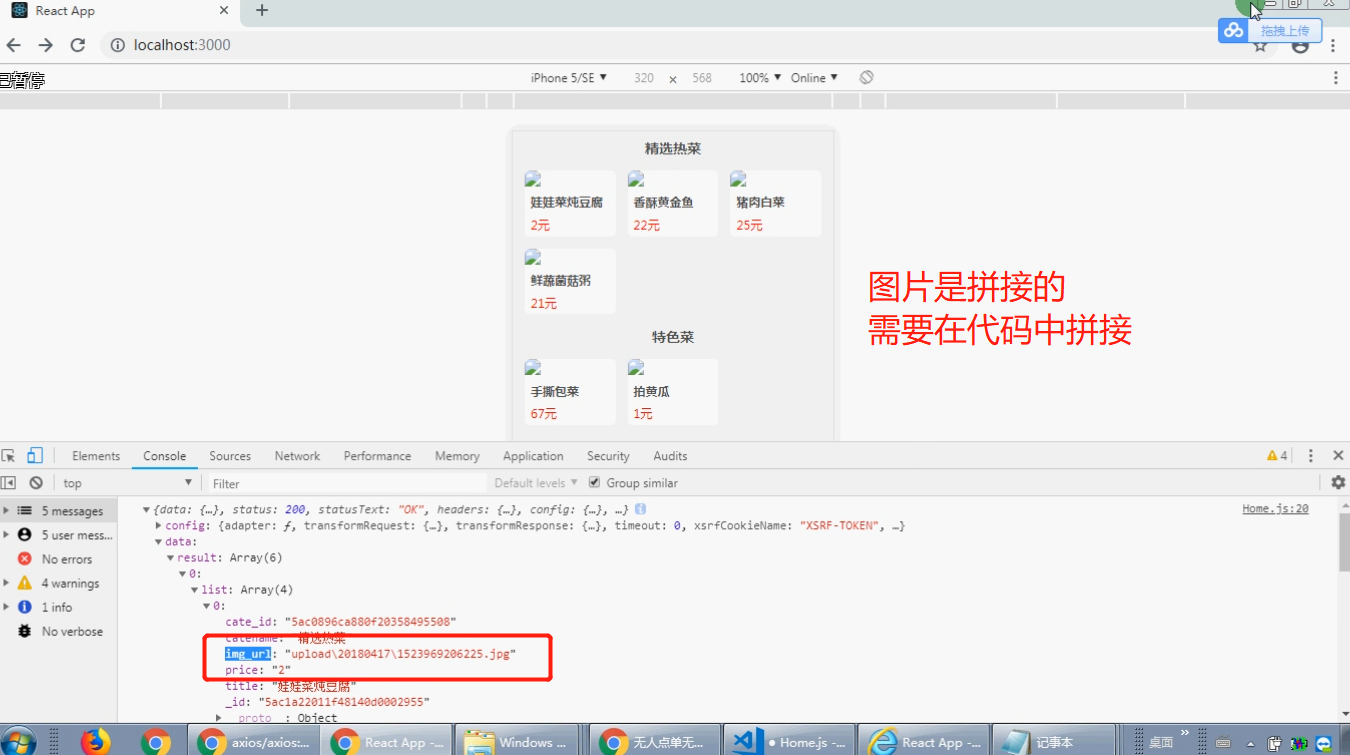 React App
拖拽上传
localhost:3000
已暂停
iPhone 5/SE ▼ 320 x 568 100% ▼ Online ▼
精选热菜
娃娃菜炖豆腐 香酥黄金鱼 猪肉白菜
2元 22元 25元
鲜蔬菌菇粥
21元
特色菜
手撕包菜 拍黄瓜
67元 1元
图片是拼接的
需要在代码中拼接
Elements Console Sources Network Performance Memory Application Security Audits 4
top Filter Default levels ▼ Group similar
5 messages
5 user mess...
No errors
4 warnings
1 info
No verbose
{data: {…}, status: 200, statusText: "OK", headers: {…}, config: {…}, …} Home.js:20
config: {adapter: ƒ, transformRequest: {…}, transformResponse: {…}, timeout: 0, xsrfCookieName: "XSRF-TOKEN", …}
data:
result: Array(6)
0:
list: Array(4)
0:
cate_id: "5ac0896ca880f20358495508"
catename: "精选热菜"
img_url: "upload\20180417\1523969206225.jpg"
price: "2"
title: "娃娃菜炖豆腐"
_id: "5ac1a22011f48140d0002955"
__proto__: Object
axios/axios:... React App -... Windows ... 无人点单无... Home.js -... React App -... 记事本 桌面